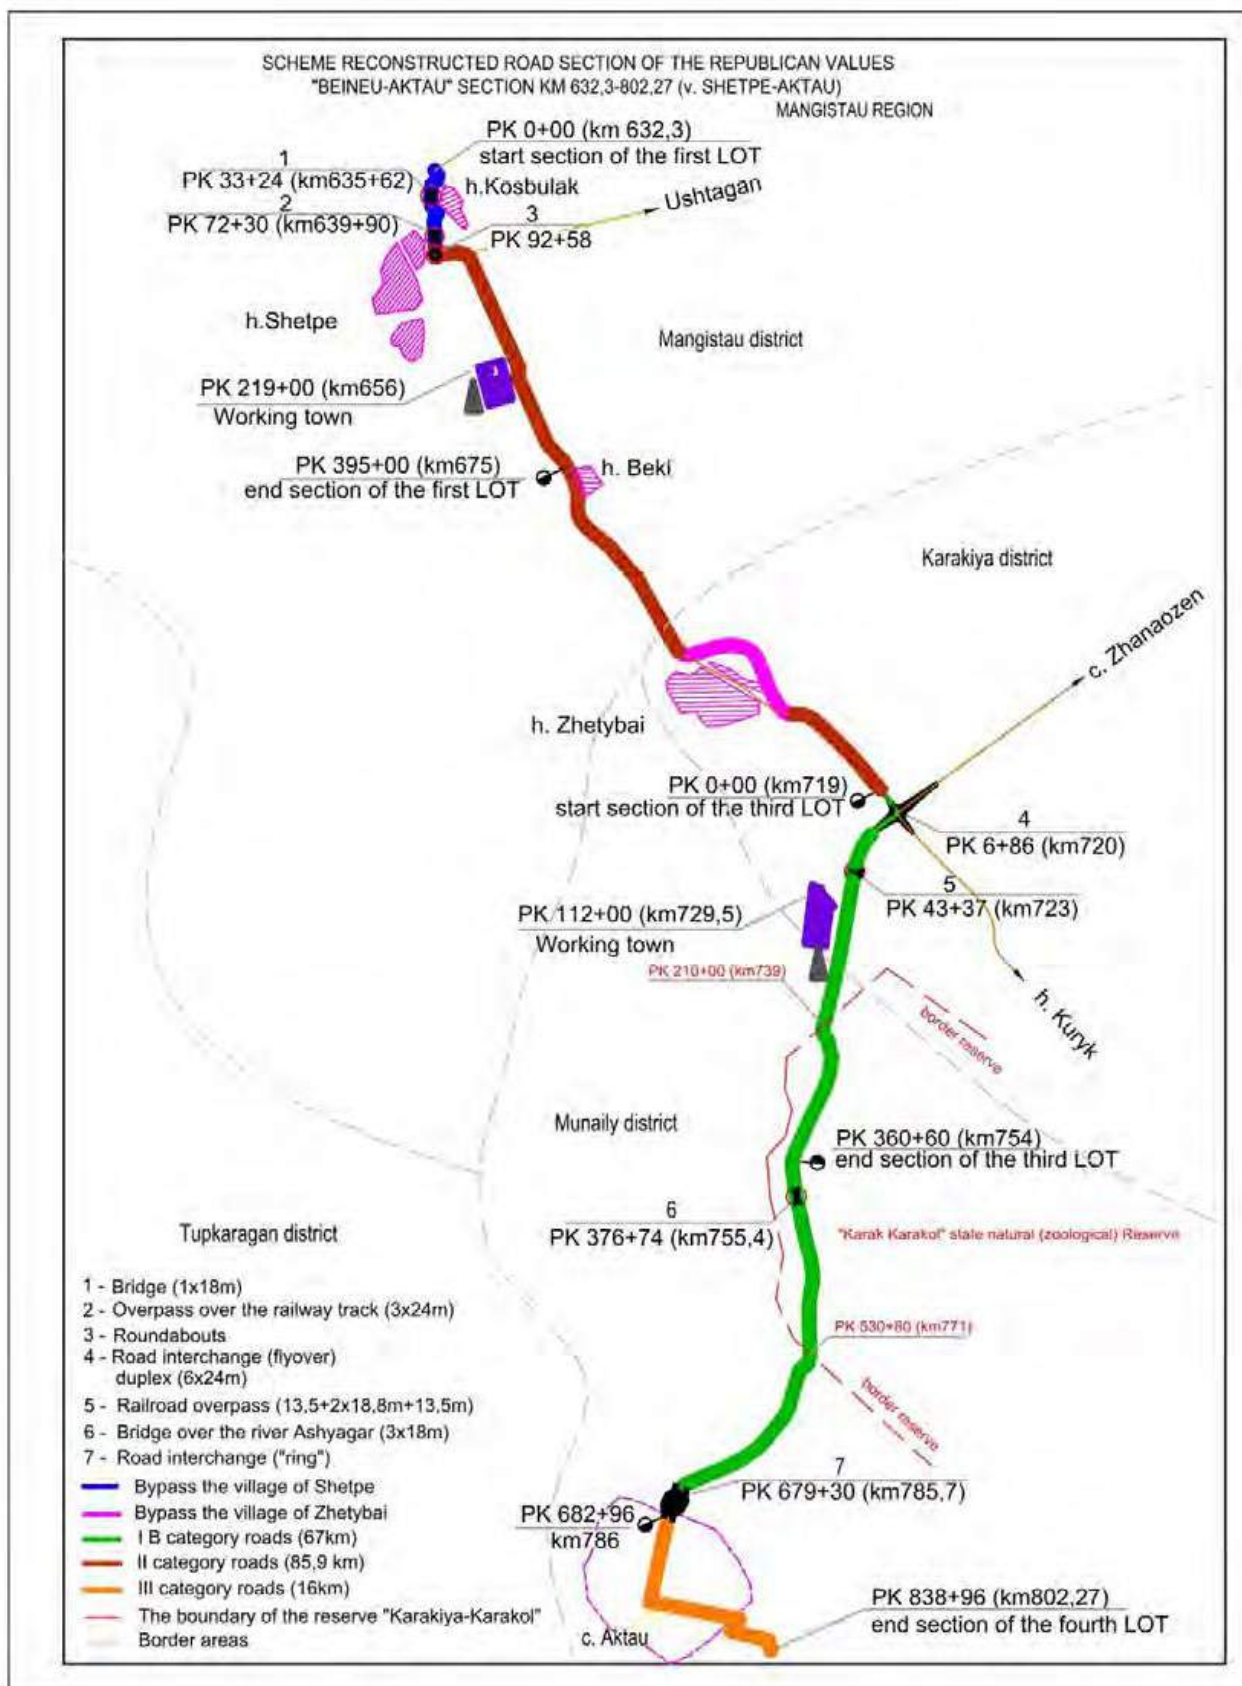 SCHEME RECONSTRUCTED ROAD SECTION OF THE REPUBLICAN VALUES
"BEINEU-AKTAU" SECTION KM 632,3-802,27 (v. SHETPE-AKTAU)
MANGISTAU REGION
PK 0+00 (km 632,3)
start section of the first LOT
1
PK 33+24 (km635+62)
h.Kosbulak
2
PK 72+30 (km639+90)
3
PK 92+58
Ushtagan
h.Shetpe
Mangistau district
PK 219+00 (km656)
Working town
PK 395+00 (km675)
end section of the first LOT
h. Beki
Karakiya district
c. Zhanaozen
h. Zhetybai
PK 0+00 (km719)
start section of the third LOT
4
PK 6+86 (km720)
5
PK 43+37 (km723)
PK 112+00 (km729,5)
Working town
PK 210+00 (km739)
border reserve
h. Kuryk
Munaily district
PK 360+60 (km754)
end section of the third LOT
6
PK 376+74 (km755,4)
"Karak Karakol" state natural (zoological) Reserve
Tupkaragan district
PK 530+80 (km771)
border reserve
7
PK 679+30 (km785,7)
PK 682+96
km786
PK 838+96 (km802,27)
end section of the fourth LOT
c. Aktau
1 - Bridge (1x18m)
2 - Overpass over the railway track (3x24m)
3 - Roundabouts
4 - Road interchange (flyover)
duplex (6x24m)
5 - Railroad overpass (13,5+2x18,8m+13,5m)
6 - Bridge over the river Ashyagar (3x18m)
7 - Road interchange ("ring")
Bypass the village of Shetpe
Bypass the village of Zhetybai
I B category roads (67km)
II category roads (85,9 km)
III category roads (16km)
The boundary of the reserve "Karakiya-Karakol"
Border areas